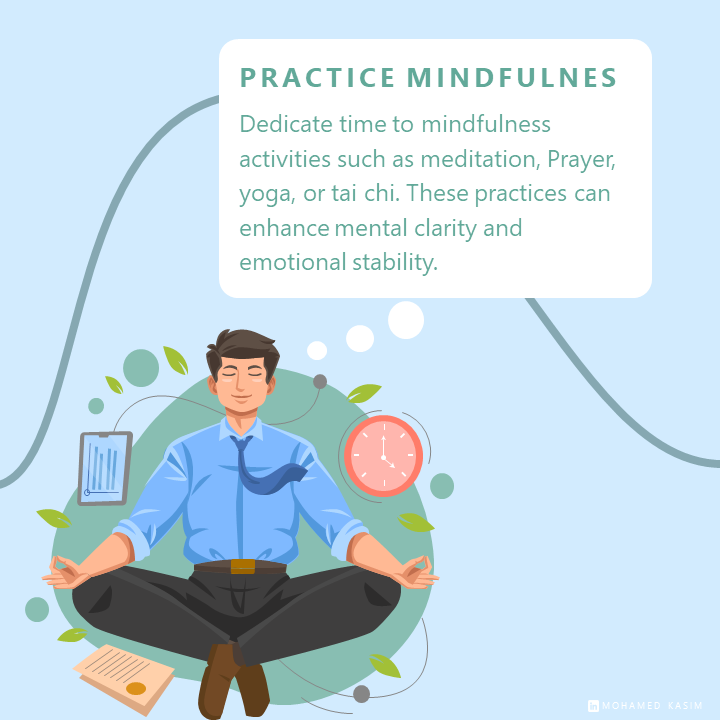 PRACTICE MINDFULNES
Dedicate time to mindfulness
activities such as meditation, Prayer,
yoga, or tai chi. These practices can
enhance mental clarity and
emotional stability.
in MOHAMED KASIM